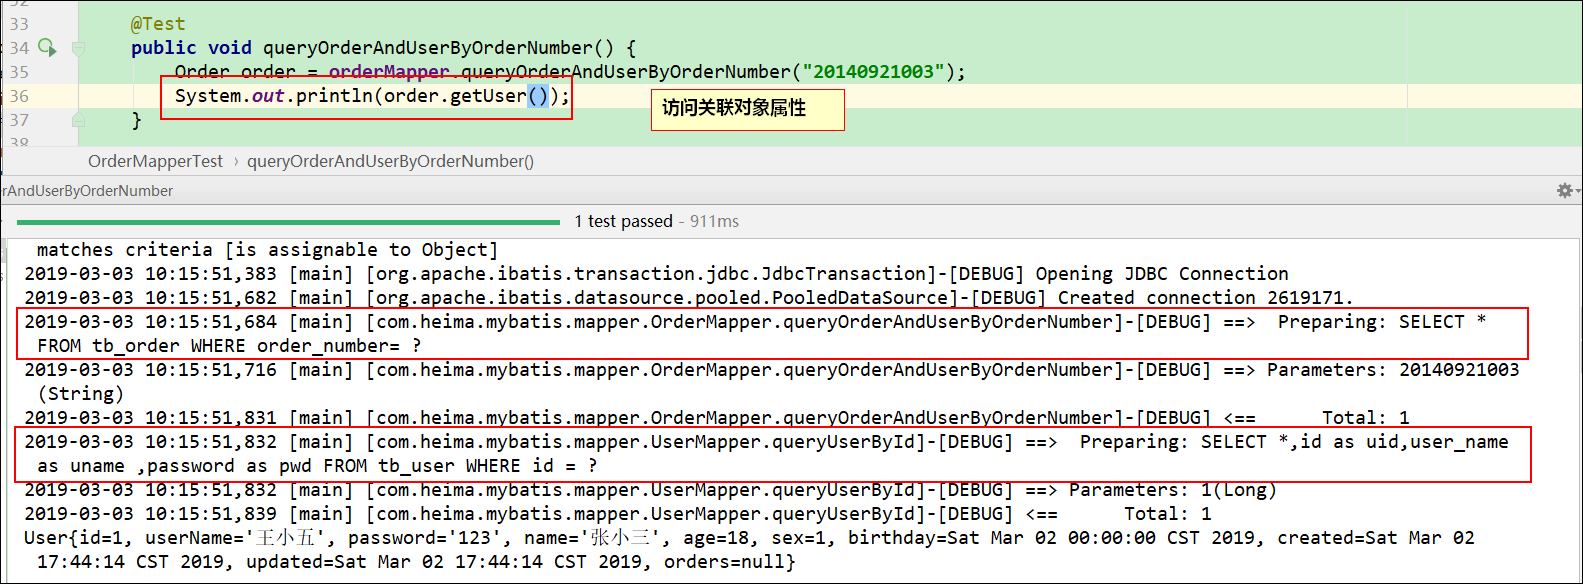 33 @Test
34 public void queryOrderAndUserByOrderNumber() {
35 Order order = orderMapper.queryOrderAndUserByOrderNumber("20140921003");
36 System.out.println(order.getUser());
访问关联对象属性
37 }
38
OrderMapperTest › queryOrderAndUserByOrderNumber()
rAndUserByOrderNumber
1 test passed - 911ms
matches criteria [is assignable to Object]
2019-03-03 10:15:51,383 [main] [org.apache.ibatis.transaction.jdbc.JdbcTransaction]-[DEBUG] Opening JDBC Connection
2019-03-03 10:15:51,682 [main] [org.apache.ibatis.datasource.pooled.PooledDataSource]-[DEBUG] Created connection 2619171.
2019-03-03 10:15:51,684 [main] [com.heima.mybatis.mapper.OrderMapper.queryOrderAndUserByOrderNumber]-[DEBUG] ==>  Preparing: SELECT *
FROM tb_order WHERE order_number= ?
2019-03-03 10:15:51,716 [main] [com.heima.mybatis.mapper.OrderMapper.queryOrderAndUserByOrderNumber]-[DEBUG] ==> Parameters: 20140921003
(String)
2019-03-03 10:15:51,831 [main] [com.heima.mybatis.mapper.OrderMapper.queryOrderAndUserByOrderNumber]-[DEBUG] <==      Total: 1
2019-03-03 10:15:51,832 [main] [com.heima.mybatis.mapper.UserMapper.queryUserById]-[DEBUG] ==>  Preparing: SELECT *,id as uid,user_name
as uname ,password as pwd FROM tb_user WHERE id = ?
2019-03-03 10:15:51,832 [main] [com.heima.mybatis.mapper.UserMapper.queryUserById]-[DEBUG] ==> Parameters: 1(Long)
2019-03-03 10:15:51,839 [main] [com.heima.mybatis.mapper.UserMapper.queryUserById]-[DEBUG] <==      Total: 1
User{id=1, userName='王小五', password='123', name='张小三', age=18, sex=1, birthday=Sat Mar 02 00:00:00 CST 2019, created=Sat Mar 02
17:44:14 CST 2019, updated=Sat Mar 02 17:44:14 CST 2019, orders=null}